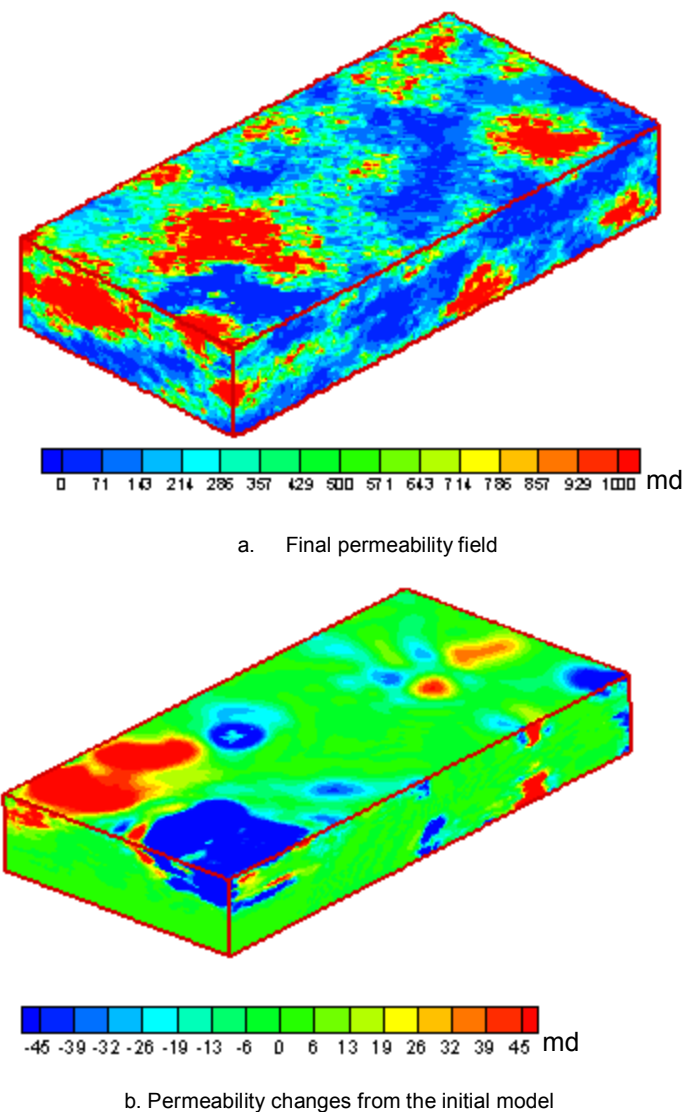 0 71 143 214 286 357 429 500 571 643 714 786 857 929 1000 md
a. Final permeability field
-45 -39 -32 -26 -19 -13 -6 0 6 13 19 26 32 39 45 md
b. Permeability changes from the initial model